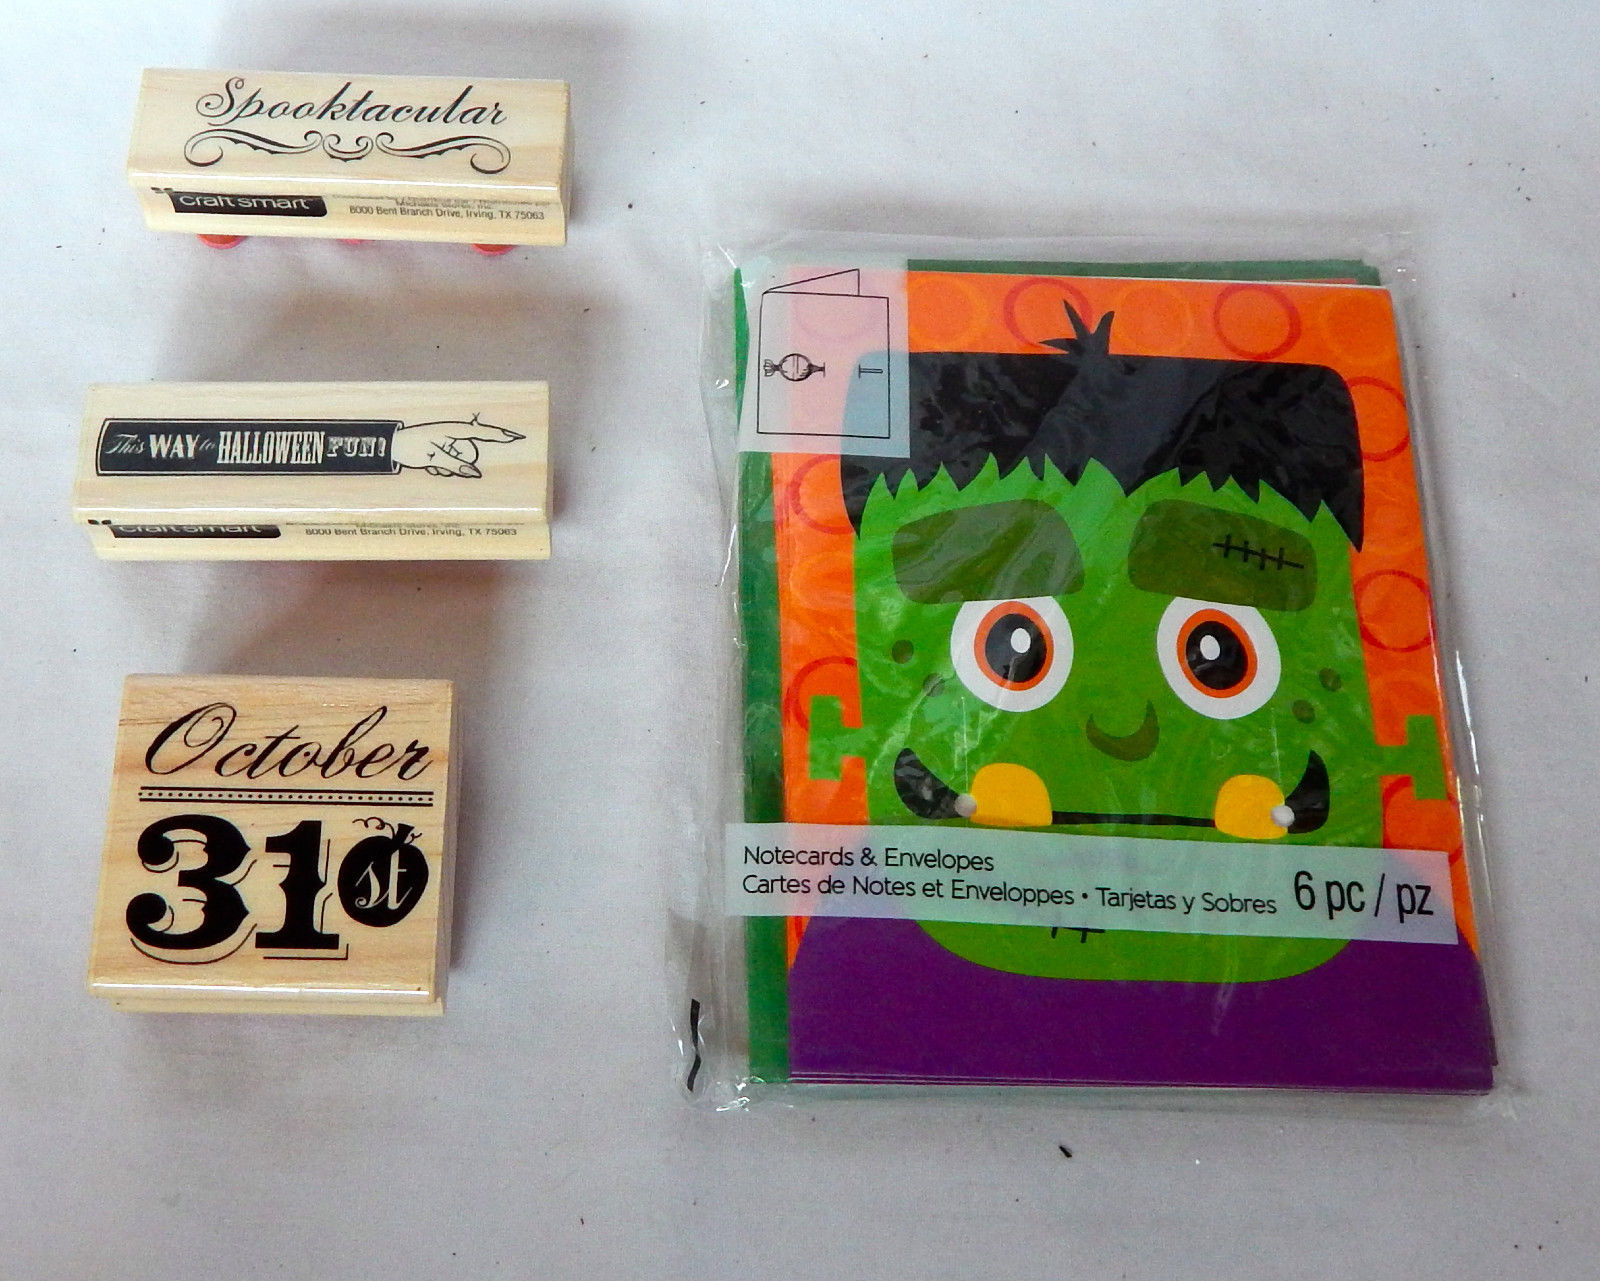 Spooktacular
craft smart
8000 Bent Branch Drive, Irving, TX 75063
This WAY to HALLOWEEN FUN!
craft smart
8000 Bent Branch Drive, Irving, TX 75063
October
31st
Notecards & Envelopes
Cartes de Notes et Enveloppes • Tarjetas y Sobres
6 pc / pz